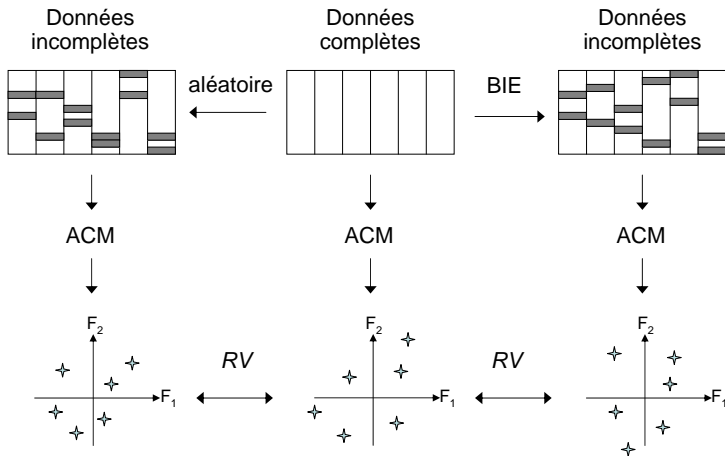 Données
incomplètes
Données
complètes
Données
incomplètes
aléatoire
BIE
ACM
ACM
ACM
F2
F1
RV
F2
F1
RV
F2
F1